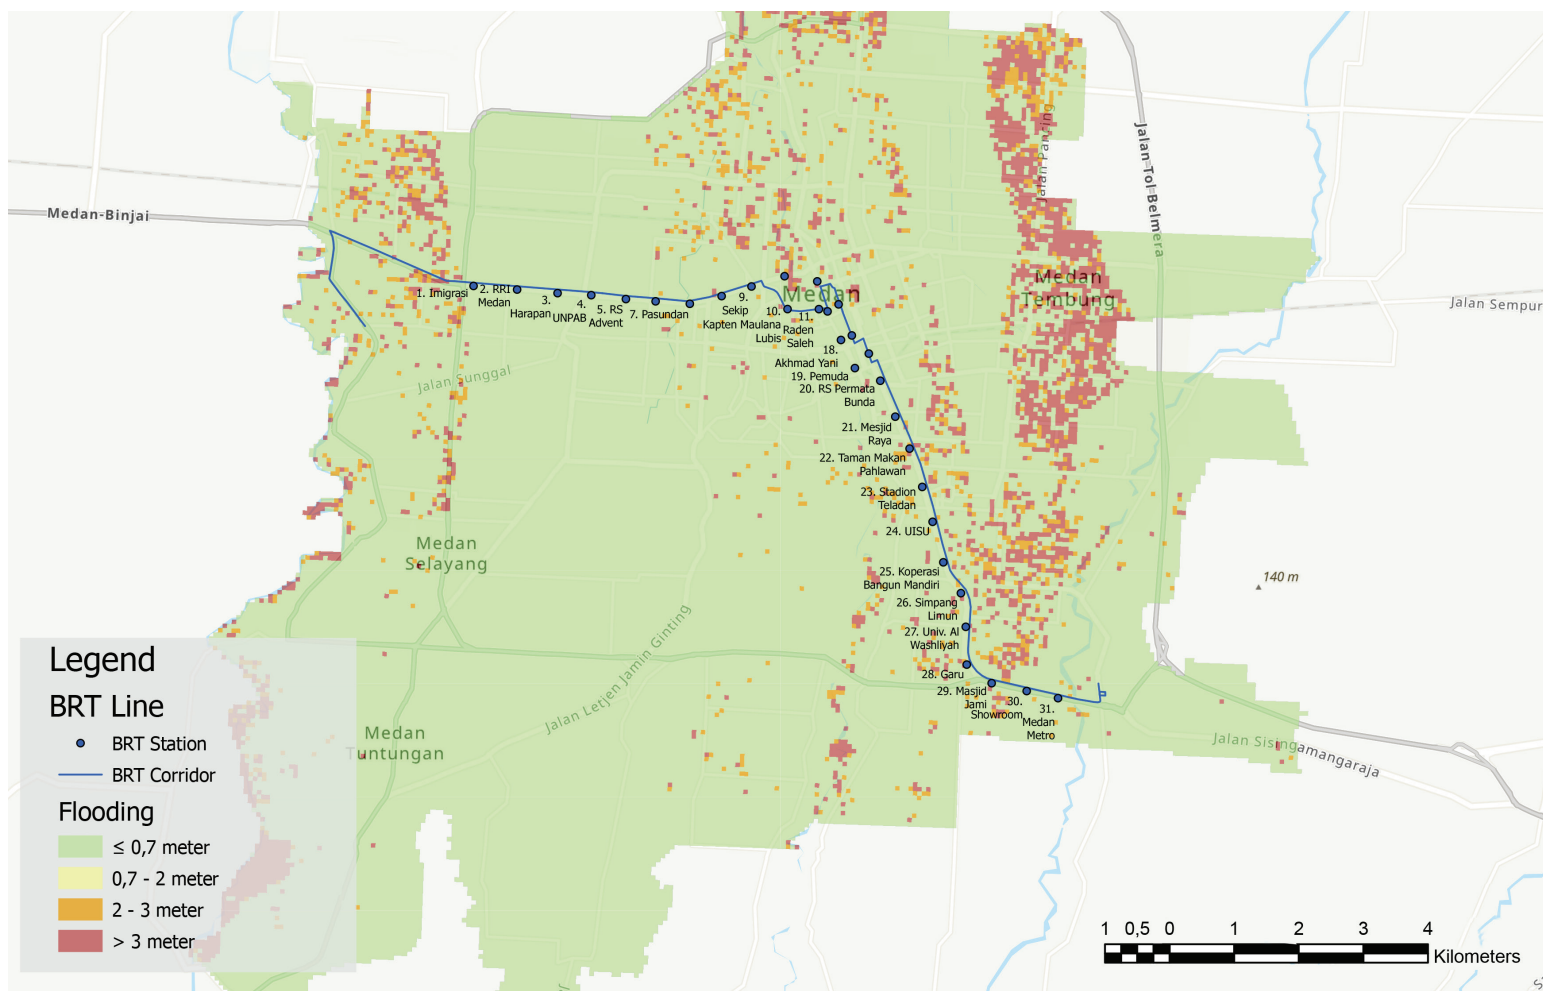 Medan-Binjai
Jalan Pancing
Jalan Tol Belmera
Medan
Tembung
Jalan Sempur
Medan
1. Imigrasi
2. RRI
Medan
3.
Harapan
4.
UNPAB
5. RS
Advent
7. Pasundan
9.
Sekip
10.
Kapten Maulana
Lubis
11.
Raden
Saleh
18.
Akhmad Yani
19. Pemuda
20. RS Permata
Bunda
21. Mesjid
Raya
22. Taman Makan
Pahlawan
23. Stadion
Teladan
24. UISU
25. Koperasi
Bangun Mandiri
26. Simpang
Limun
27. Univ. Al
Washliyah
28. Garu
29. Masjid
Jami
30.
Showroom
31.
Medan
Metro
Jalan Sunggal
Medan
Selayang
140 m
Jalan Letjen Jamin Ginting
Medan
Tuntungan
Jalan Sisingamangaraja
Legend
BRT Line
BRT Station
BRT Corridor
Flooding
≤ 0,7 meter
0,7 - 2 meter
2 - 3 meter
> 3 meter
1 0,5 0 1 2 3 4
Kilometers